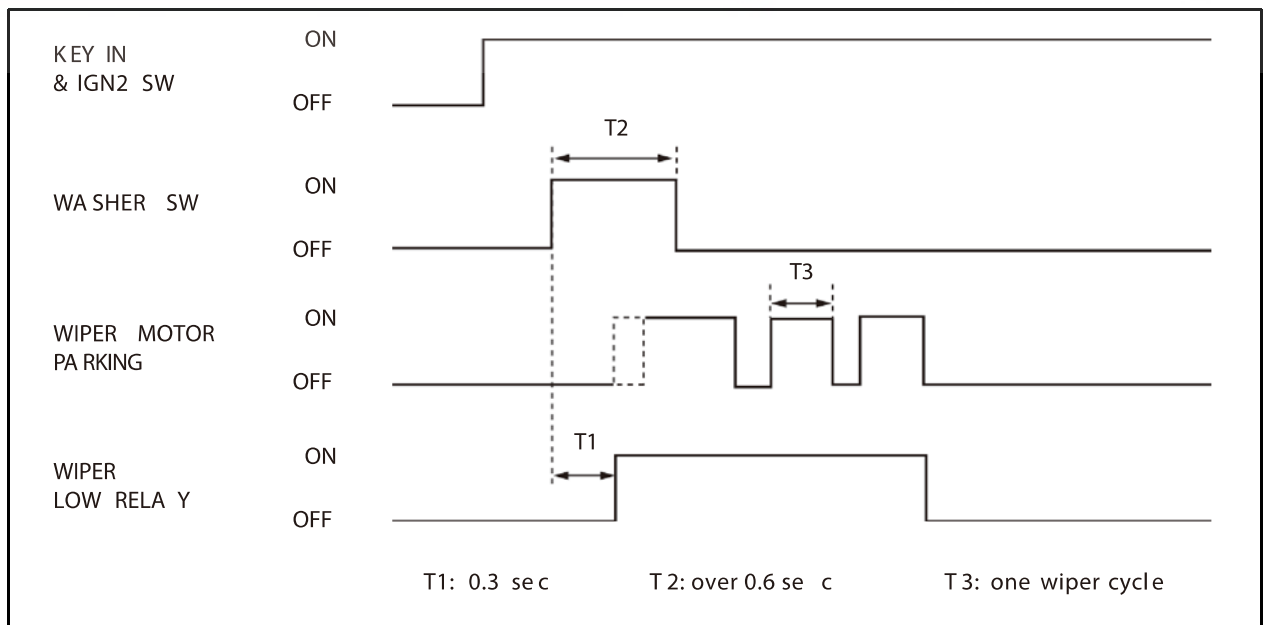 KEY IN
& IGN2 SW
ON
OFF
T2
WASHER SW
ON
OFF
T3
WIPER MOTOR
PARKING
ON
OFF
T1
WIPER
LOW RELAY
ON
OFF
T1: 0.3 sec
T2: over 0.6 sec
T3: one wiper cycle